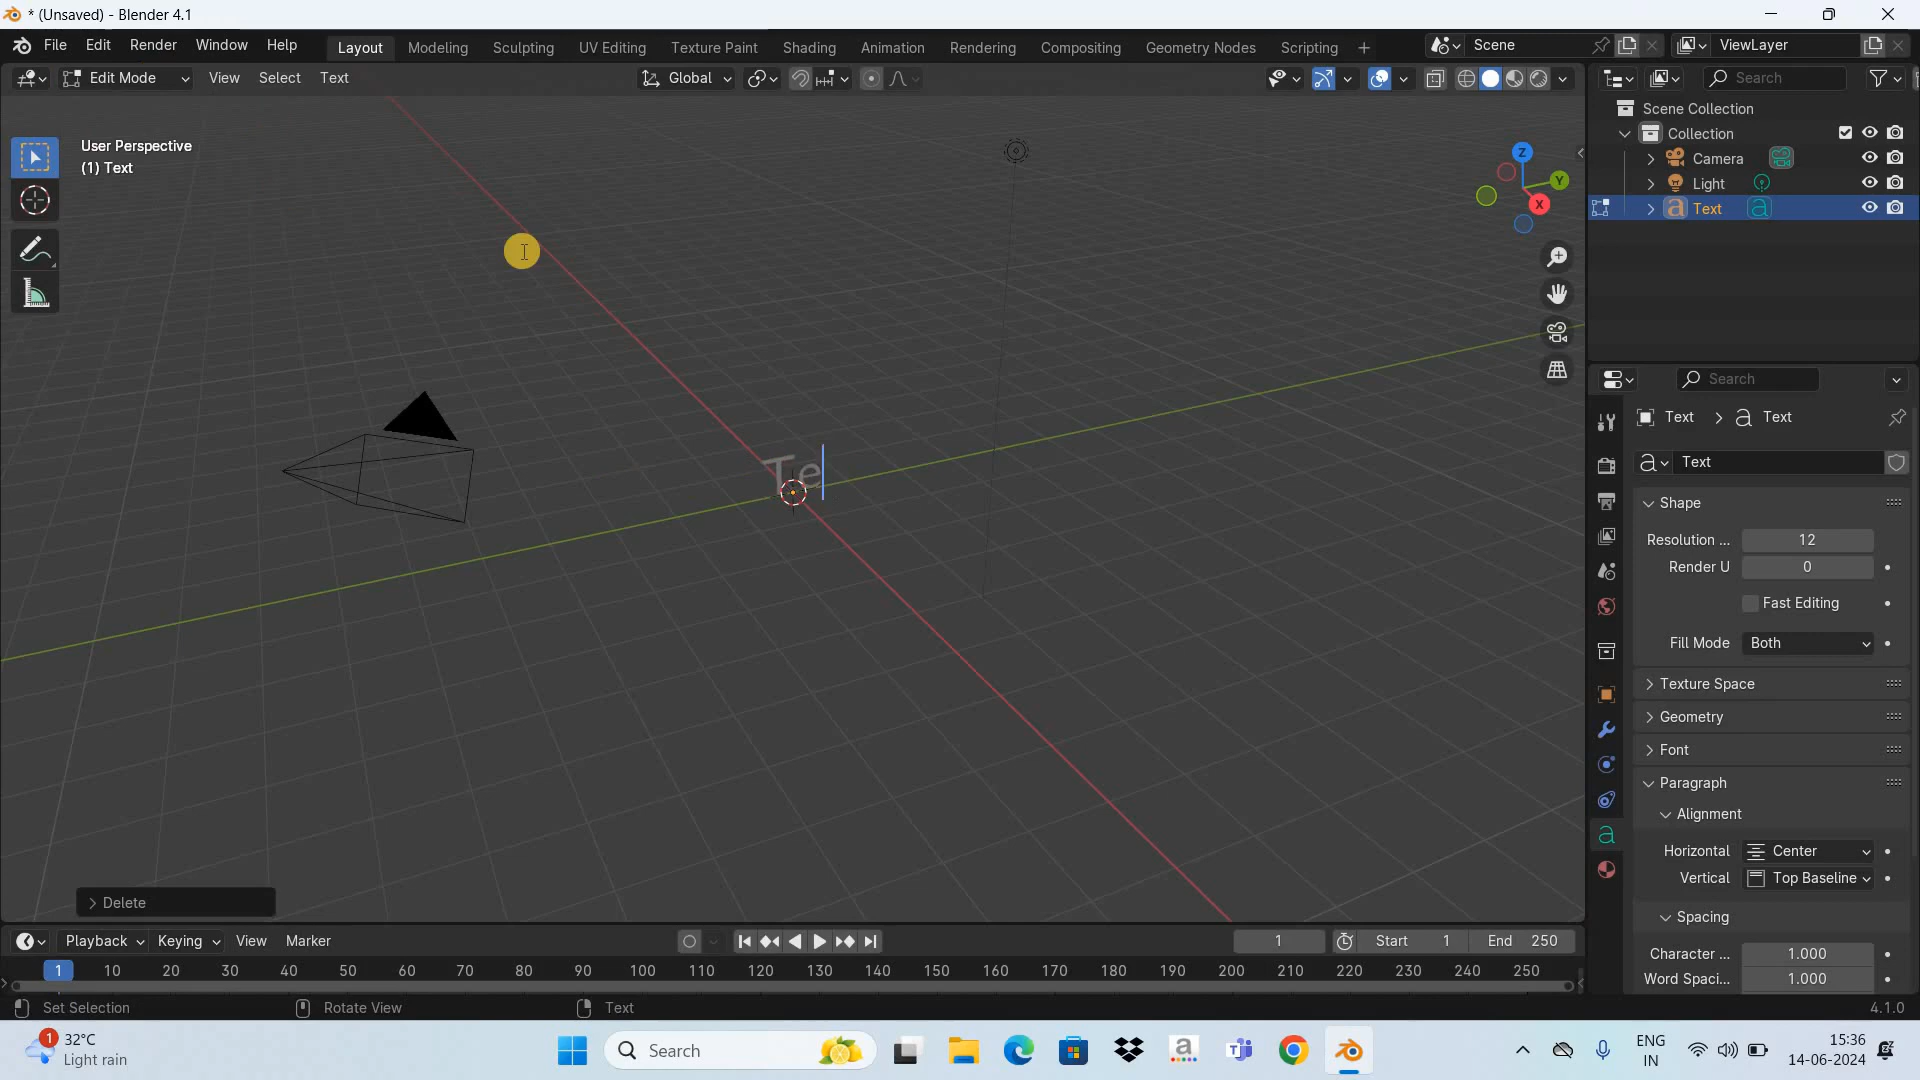 * (Unsaved) - Blender 4.1
File Edit Render Window Help Layout Modeling Sculpting UV Editing Texture Paint Shading Animation Rendering Compositing Geometry Nodes Scripting + Scene ViewLayer
Edit Mode View Select Text Global Search
User Perspective
(1) Text
Scene Collection
Collection
Camera
Light
Text
Z
Y
X
Te
Search
Text > Text
Text
Shape
Resolution ... 12
Render U 0
Fast Editing
Fill Mode Both
Texture Space
Geometry
Font
Paragraph
Alignment
Horizontal Center
Vertical Top Baseline
Spacing
Character ... 1.000
Word Spaci... 1.000
Delete
Playback Keying View Marker 1 Start 1 End 250
1 10 20 30 40 50 60 70 80 90 100 110 120 130 140 150 160 170 180 190 200 210 220 230 240 250
Set Selection Rotate View Text 4.1.0
1 32°C
Light rain
Search
ENG
IN
15:36
14-06-2024